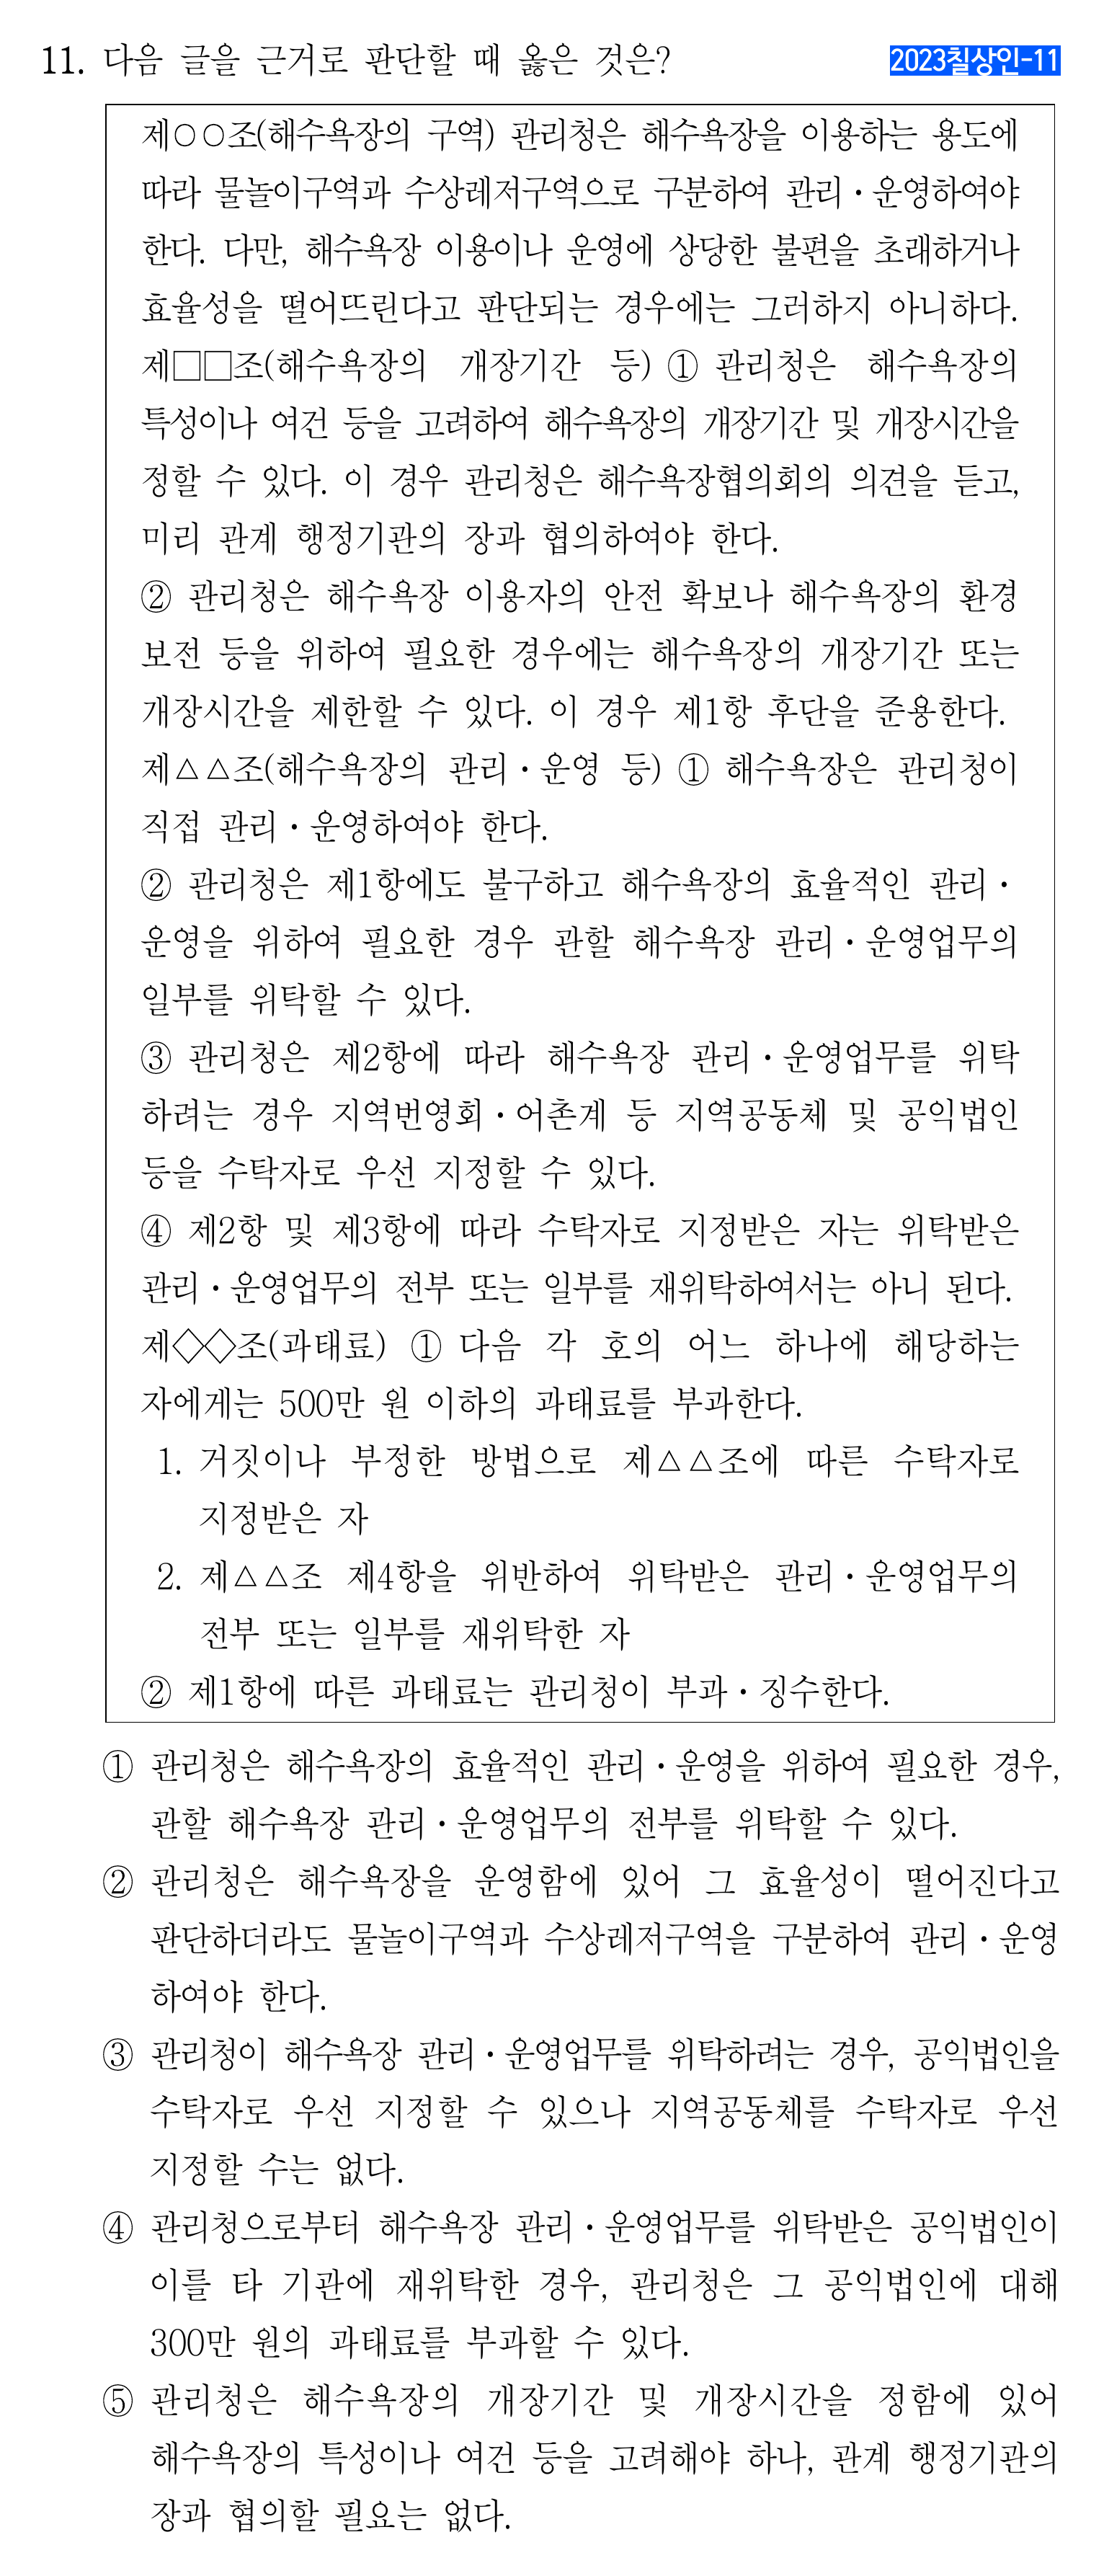 11. 다음 글을 근거로 판단할 때 옳은 것은?
2023칠상인-11
제○○조(해수욕장의 구역) 관리청은 해수욕장을 이용하는 용도에
따라 물놀이구역과 수상레저구역으로 구분하여 관리・운영하여야
한다. 다만, 해수욕장 이용이나 운영에 상당한 불편을 초래하거나
효율성을 떨어뜨린다고 판단되는 경우에는 그러하지 아니하다.
제□□조(해수욕장의 개장기간 등) ① 관리청은 해수욕장의
특성이나 여건 등을 고려하여 해수욕장의 개장기간 및 개장시간을
정할 수 있다. 이 경우 관리청은 해수욕장협의회의 의견을 듣고,
미리 관계 행정기관의 장과 협의하여야 한다.
② 관리청은 해수욕장 이용자의 안전 확보나 해수욕장의 환경
보전 등을 위하여 필요한 경우에는 해수욕장의 개장기간 또는
개장시간을 제한할 수 있다. 이 경우 제1항 후단을 준용한다.
제△△조(해수욕장의 관리・운영 등) ① 해수욕장은 관리청이
직접 관리・운영하여야 한다.
② 관리청은 제1항에도 불구하고 해수욕장의 효율적인 관리・
운영을 위하여 필요한 경우 관할 해수욕장 관리・운영업무의
일부를 위탁할 수 있다.
③ 관리청은 제2항에 따라 해수욕장 관리・운영업무를 위탁
하려는 경우 지역번영회・어촌계 등 지역공동체 및 공익법인
등을 수탁자로 우선 지정할 수 있다.
④ 제2항 및 제3항에 따라 수탁자로 지정받은 자는 위탁받은
관리・운영업무의 전부 또는 일부를 재위탁하여서는 아니 된다.
제◇◇조(과태료) ① 다음 각 호의 어느 하나에 해당하는
자에게는 500만 원 이하의 과태료를 부과한다.
1. 거짓이나 부정한 방법으로 제△△조에 따른 수탁자로
지정받은 자
2. 제△△조 제4항을 위반하여 위탁받은 관리・운영업무의
전부 또는 일부를 재위탁한 자
② 제1항에 따른 과태료는 관리청이 부과・징수한다.
① 관리청은 해수욕장의 효율적인 관리・운영을 위하여 필요한 경우,
관할 해수욕장 관리・운영업무의 전부를 위탁할 수 있다.
② 관리청은 해수욕장을 운영함에 있어 그 효율성이 떨어진다고
판단하더라도 물놀이구역과 수상레저구역을 구분하여 관리・운영
하여야 한다.
③ 관리청이 해수욕장 관리・운영업무를 위탁하려는 경우, 공익법인을
수탁자로 우선 지정할 수 있으나 지역공동체를 수탁자로 우선
지정할 수는 없다.
④ 관리청으로부터 해수욕장 관리・운영업무를 위탁받은 공익법인이
이를 타 기관에 재위탁한 경우, 관리청은 그 공익법인에 대해
300만 원의 과태료를 부과할 수 있다.
⑤ 관리청은 해수욕장의 개장기간 및 개장시간을 정함에 있어
해수욕장의 특성이나 여건 등을 고려해야 하나, 관계 행정기관의
장과 협의할 필요는 없다.